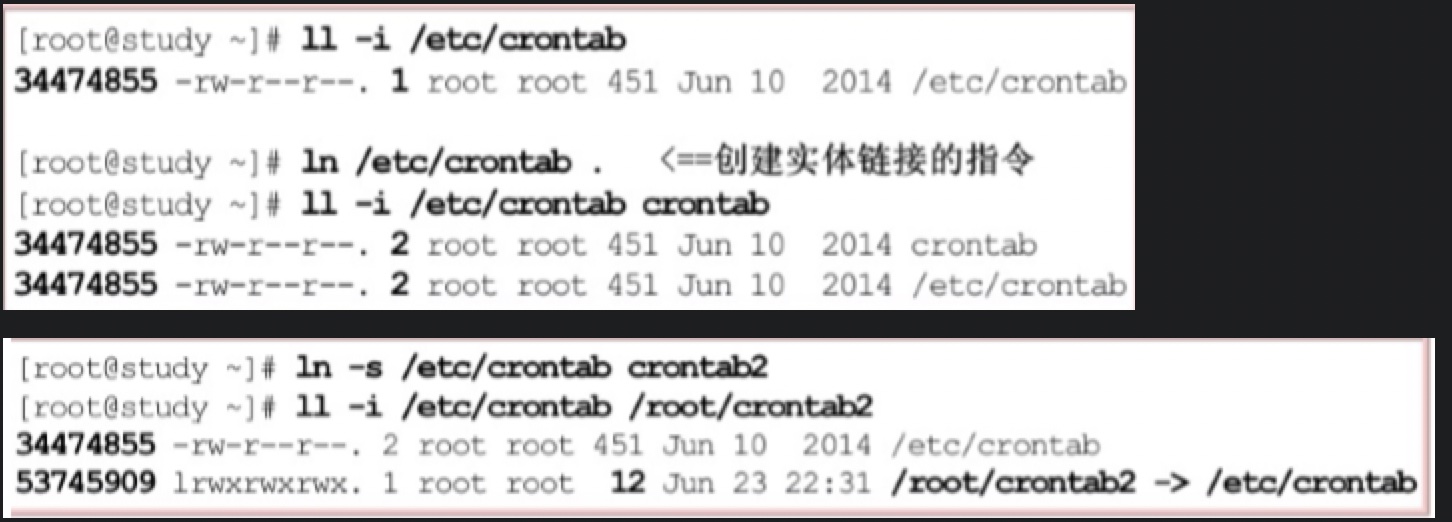 [root@study ~]# ll -i /etc/crontab
34474855 -rw-r--r--. 1 root root 451 Jun 10  2014 /etc/crontab
[root@study ~]# ln /etc/crontab .   <==创建实体链接的指令
[root@study ~]# ll -i /etc/crontab crontab
34474855 -rw-r--r--. 2 root root 451 Jun 10  2014 crontab
34474855 -rw-r--r--. 2 root root 451 Jun 10  2014 /etc/crontab
[root@study ~]# ln -s /etc/crontab crontab2
[root@study ~]# ll -i /etc/crontab /root/crontab2
34474855 -rw-r--r--. 2 root root 451 Jun 10  2014 /etc/crontab
53745909 lrwxrwxrwx. 1 root root  12 Jun 23 22:31 /root/crontab2 -> /etc/crontab